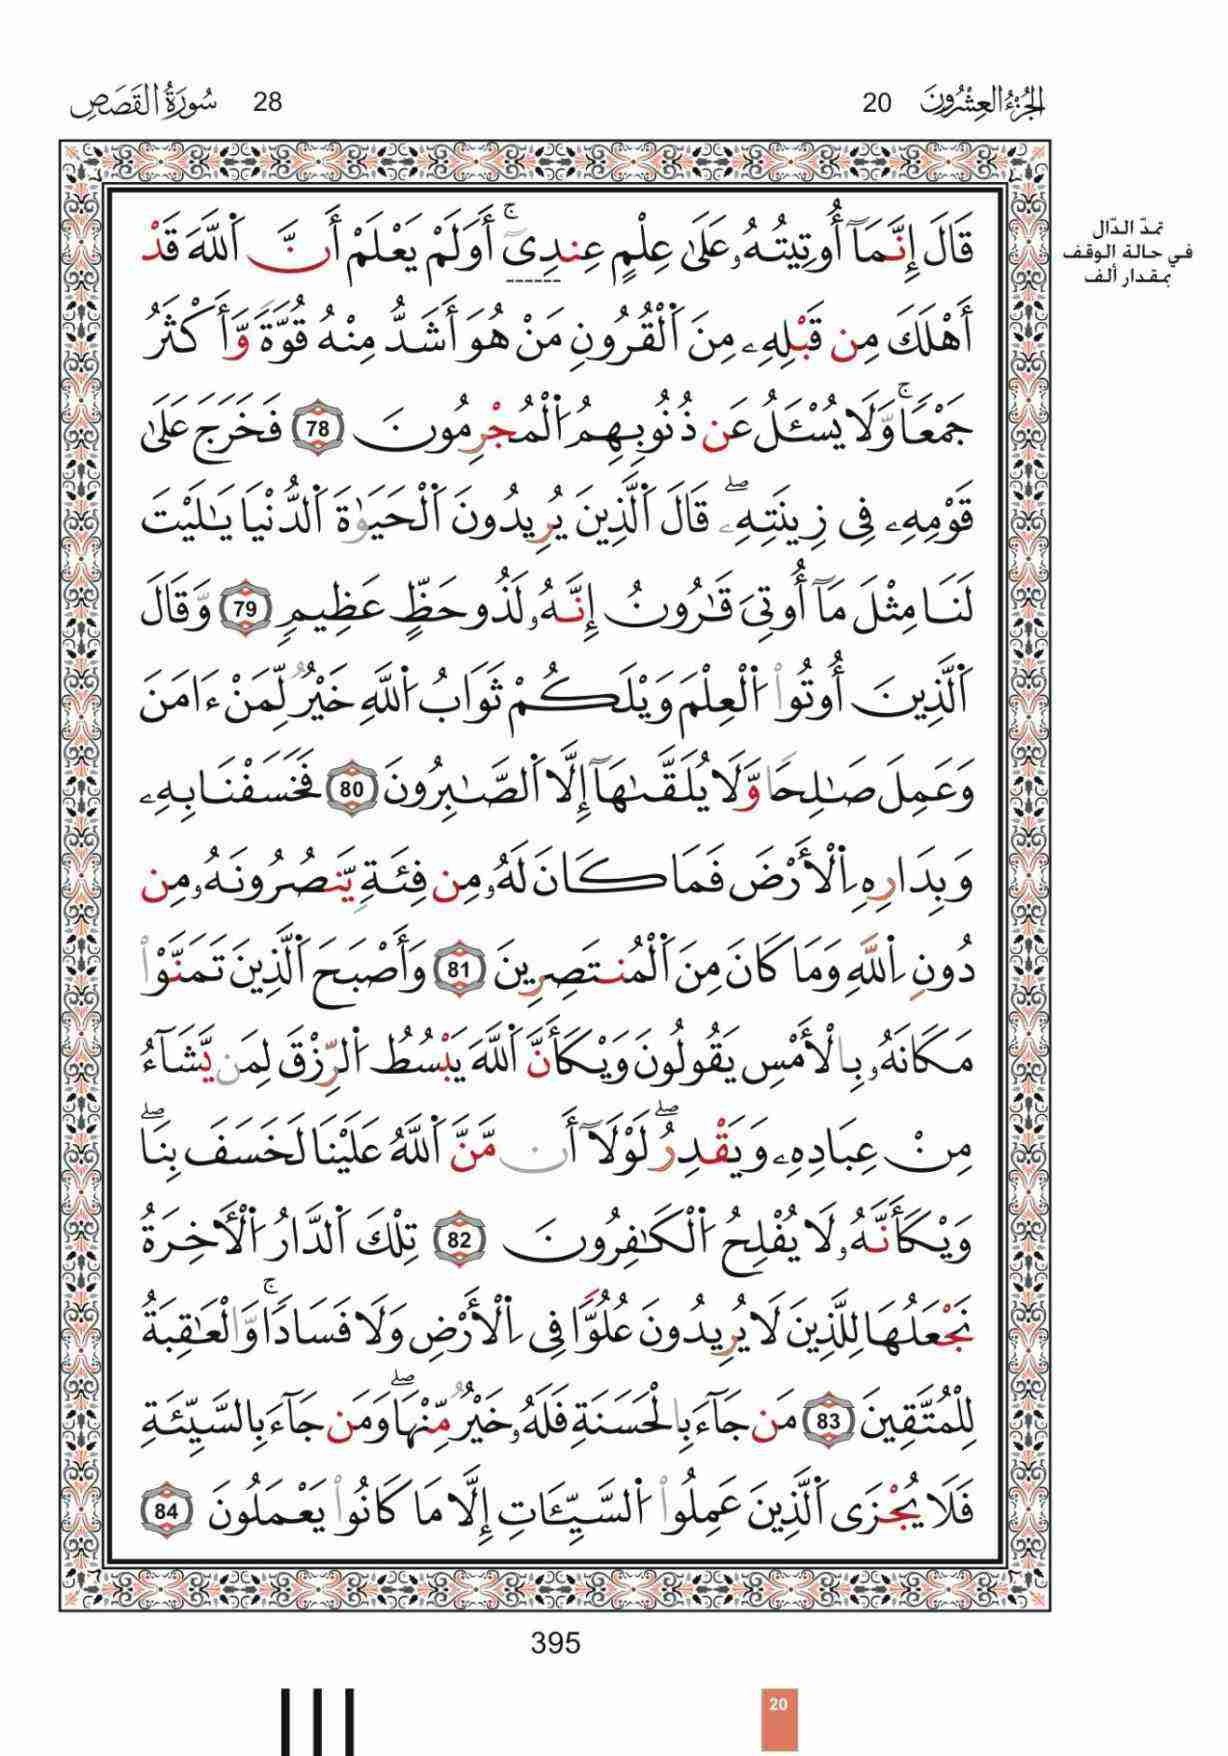 الجُزْءُ العِشْرُونَ 20
28 سُورَةُ القَصَصِ
تمدّ الدّال
في حالة الوقف
بمقدار ألف
قَالَ إِنَّمَآ أُوتِيتُهُۥ عَلَىٰ عِلْمٍ عِندِىٓۚ أَوَلَمْ يَعْلَمْ أَنَّ ٱللَّهَ قَدْ
أَهْلَكَ مِن قَبْلِهِۦ مِنَ ٱلْقُرُونِ مَنْ هُوَ أَشَدُّ مِنْهُ قُوَّةً وَّأَكْثَرُ
جَمْعًاۚ وَّلَا يُسْـَٔلُ عَن ذُنُوبِهِمُ ٱلْمُجْرِمُونَ 78 فَخَرَجَ عَلَىٰ
قَوْمِهِۦ فِى زِينَتِهِۦۖ قَالَ ٱلَّذِينَ يُرِيدُونَ ٱلْحَيَوٰةَ ٱلدُّنْيَا يَـٰلَيْتَ
لَنَا مِثْلَ مَآ أُوتِىَ قَـٰرُونُ إِنَّهُۥ لَذُو حَظٍّ عَظِيمٍ 79 وَّقَالَ
ٱلَّذِينَ أُوتُوا۟ ٱلْعِلْمَ وَيْلَكُمْ ثَوَابُ ٱللَّهِ خَيْرٌ لِّمَنْ ءَامَنَ
وَعَمِلَ صَـٰلِحًا وَّلَا يُلَقَّىٰهَآ إِلَّا ٱلصَّـٰبِرُونَ 80 فَخَسَفْنَا بِهِۦ
وَبِدَارِهِ ٱلْأَرْضَ فَمَا كَانَ لَهُۥ مِن فِئَةٍ يَّنصُرُونَهُۥ مِن
دُونِ ٱللَّهِ وَمَا كَانَ مِنَ ٱلْمُنتَصِرِينَ 81 وَأَصْبَحَ ٱلَّذِينَ تَمَنَّوْا۟
مَكَانَهُۥ بِالْأَمْسِ يَقُولُونَ وَيْكَأَنَّ ٱللَّهَ يَبْسُطُ ٱلرِّزْقَ لِمَن يَّشَآءُ
مِنْ عِبَادِهِۦ وَيَقْدِرُۖ لَوْلَآ أَن مَّنَّ ٱللَّهُ عَلَيْنَا لَخَسَفَ بِنَاۖ
وَيْكَأَنَّهُۥ لَا يُفْلِحُ ٱلْكَـٰفِرُونَ 82 تِلْكَ ٱلدَّارُ ٱلْأَخِرَةُ
نَجْعَلُهَا لِلَّذِينَ لَا يُرِيدُونَ عُلُوًّا فِى ٱلْأَرْضِ وَلَا فَسَادًاۚ وَّالْعَـٰقِبَةُ
لِلْمُتَّقِينَ 83 مَن جَآءَ بِالْحَسَنَةِ فَلَهُۥ خَيْرٌ مِّنْهَاۖ وَمَن جَآءَ بِالسَّيِّئَةِ
فَلَا يُجْزَى ٱلَّذِينَ عَمِلُوا۟ ٱلسَّيِّـَٔاتِ إِلَّا مَا كَانُوا۟ يَعْمَلُونَ 84
395
20